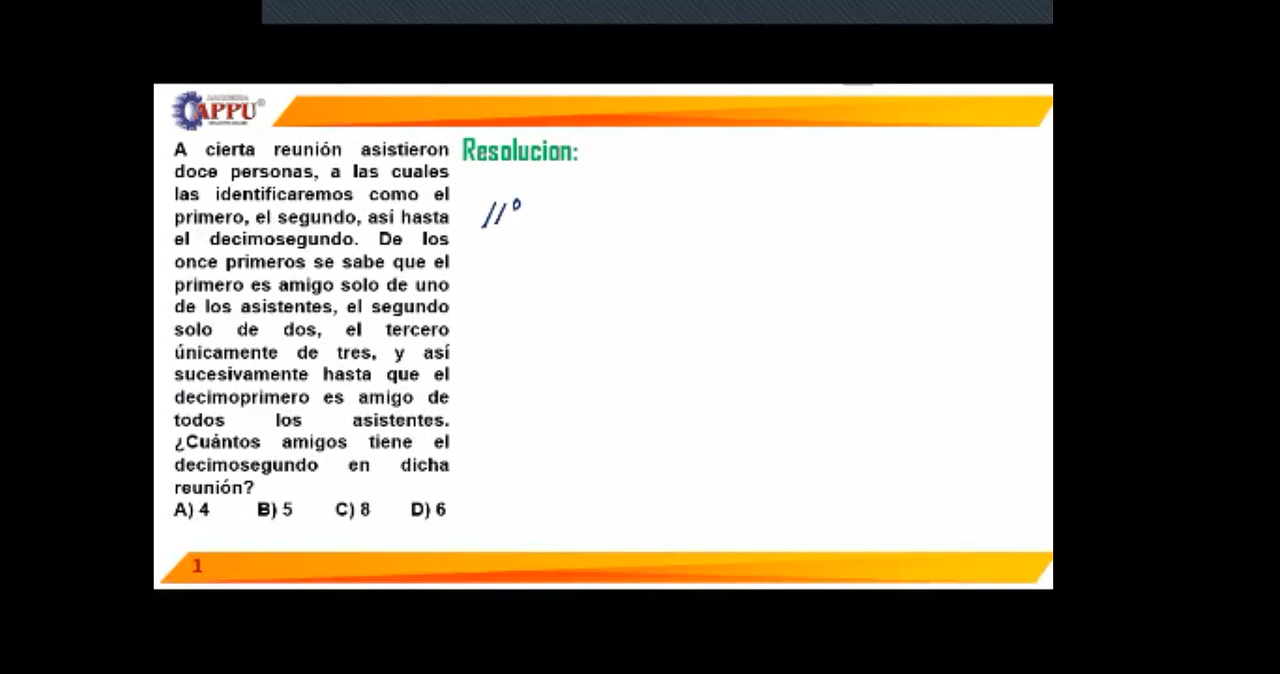 APPU®
A cierta reunión asistieron
doce personas, a las cuales
las identificaremos como el
primero, el segundo, asi hasta
el decimosegundo. De los
once primeros se sabe que el
primero es amigo solo de uno
de los asistentes, el segundo
solo de dos, el tercero
únicamente de tres, y así
sucesivamente hasta que el
decimoprimero es amigo de
todos los asistentes.
¿Cuántos amigos tiene el
decimosegundo en dicha
reunión?
A) 4 B) 5 C) 8 D) 6
Resolucion:
11°
1